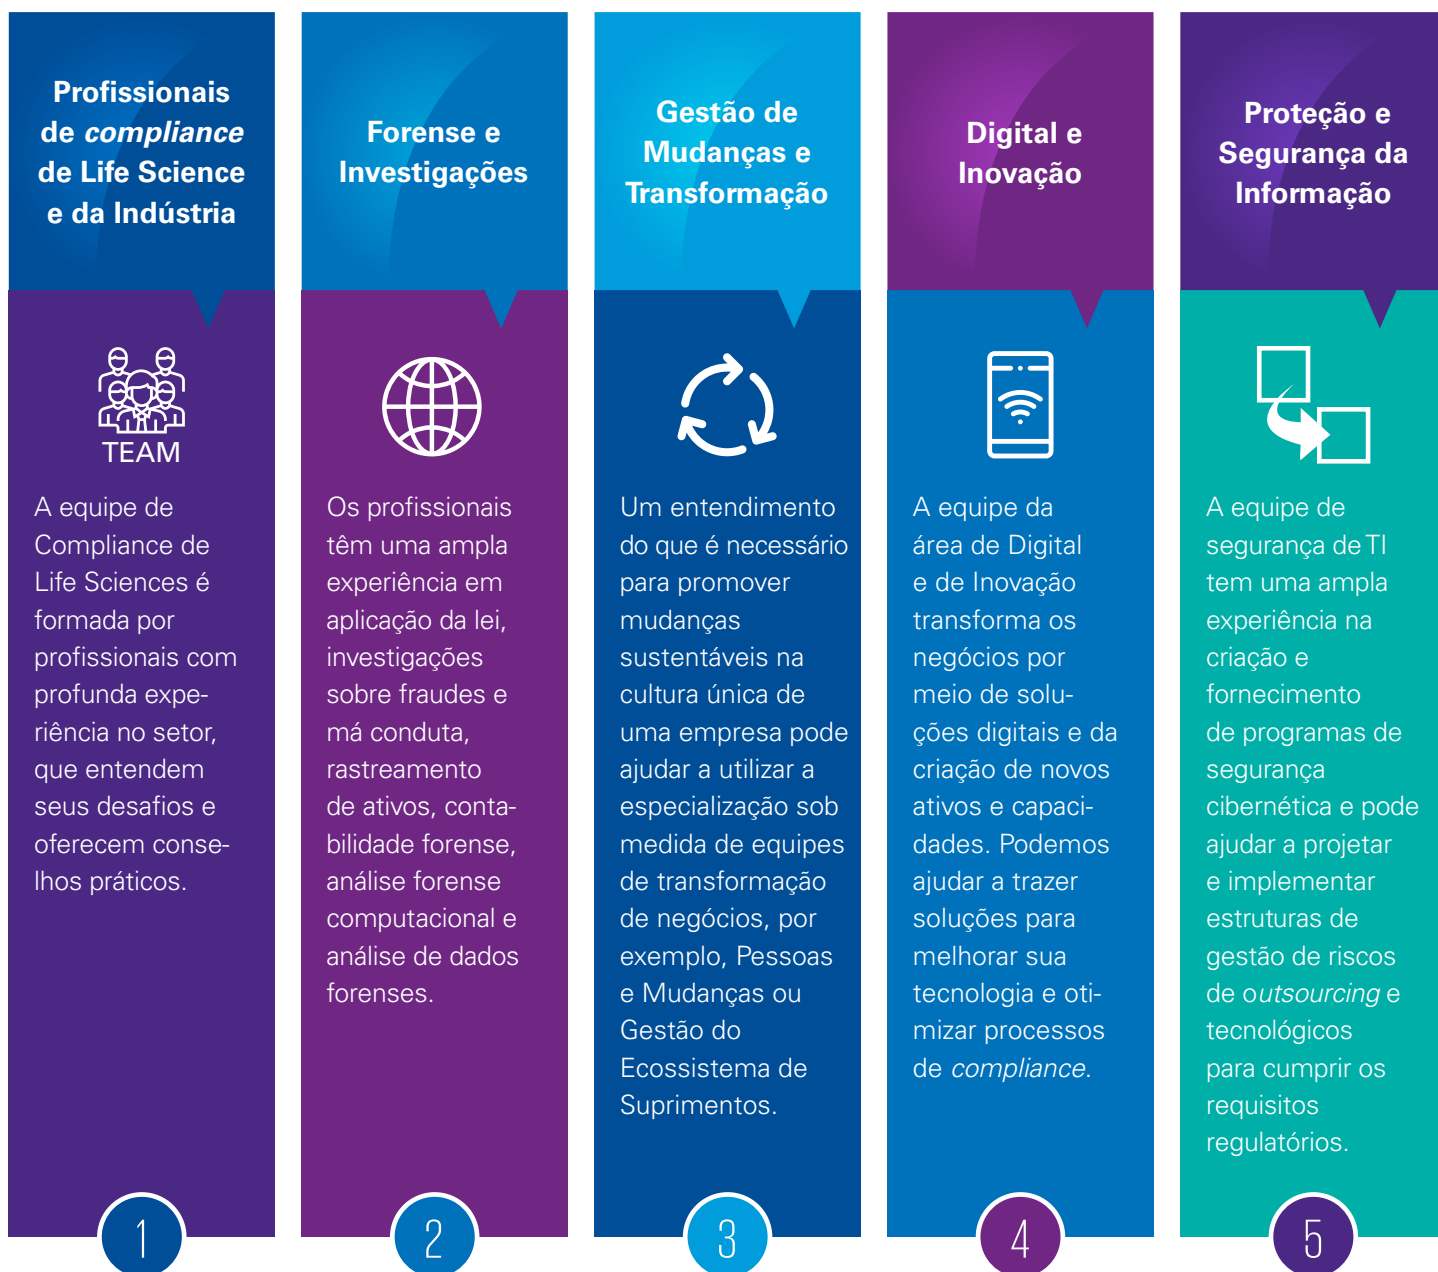 Profissionais
de compliance
de Life Science
e da Indústria
TEAM
A equipe de
Compliance de
Life Sciences é
formada por
profissionais com
profunda expe-
riência no setor,
que entendem
seus desafios e
oferecem conse-
lhos práticos.
1
Forense e
Investigações
Os profissionais
têm uma ampla
experiência em
aplicação da lei,
investigações
sobre fraudes e
má conduta,
rastreamento
de ativos, conta-
bilidade forense,
análise forense
computacional e
análise de dados
forenses.
2
Gestão de
Mudanças e
Transformação
Um entendimento
do que é necessário
para promover
mudanças
sustentáveis na
cultura única de
uma empresa pode
ajudar a utilizar a
especialização sob
medida de equipes
de transformação
de negócios, por
exemplo, Pessoas
e Mudanças ou
Gestão do
Ecossistema de
Suprimentos.
3
Digital e
Inovação
A equipe da
área de Digital
e de Inovação
transforma os
negócios por
meio de solu-
ções digitais e da
criação de novos
ativos e capaci-
dades. Podemos
ajudar a trazer
soluções para
melhorar sua
tecnologia e oti-
mizar processos
de compliance.
4
Proteção e
Segurança da
Informação
A equipe de
segurança de TI
tem uma ampla
experiência na
criação e
fornecimento
de programas de
segurança
cibernética e pode
ajudar a projetar
e implementar
estruturas de
gestão de riscos
de outsourcing e
tecnológicos
para cumprir os
requisitos
regulatórios.
5